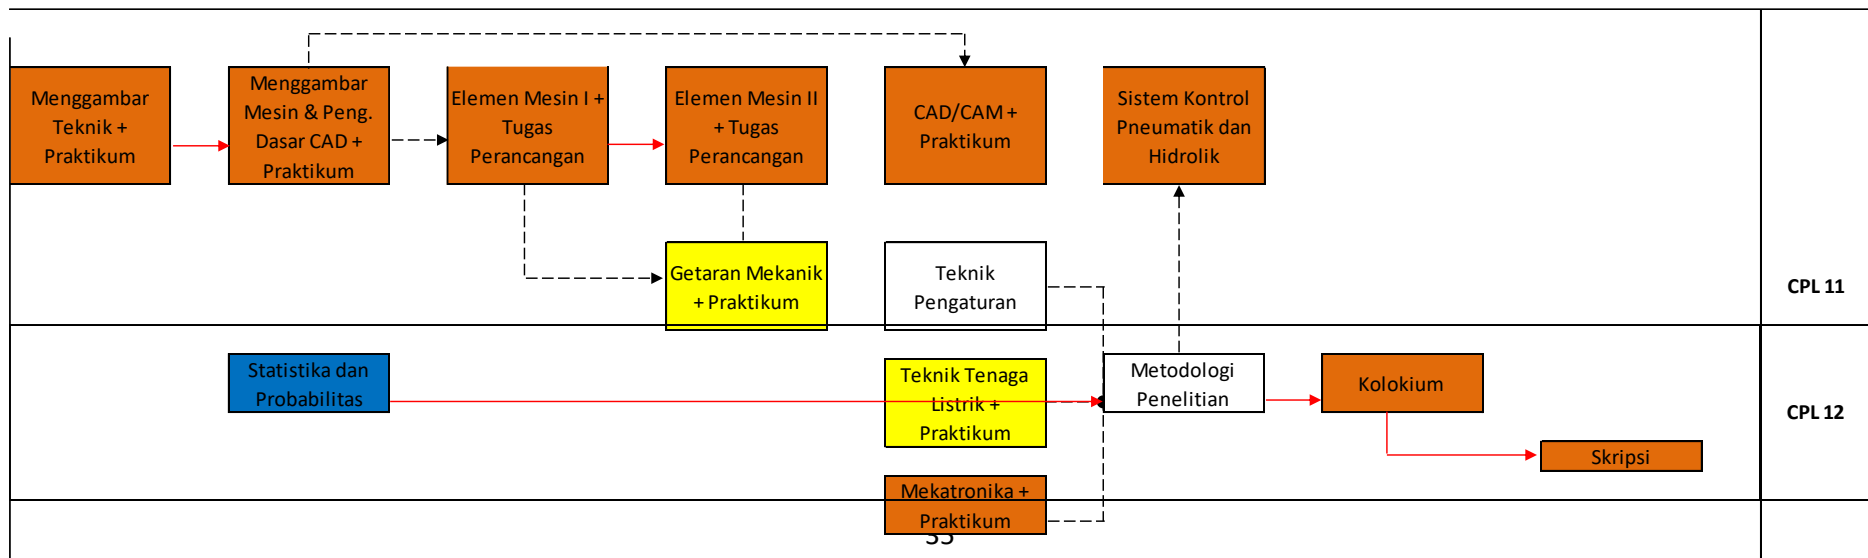 Menggambar
Teknik +
Praktikum
Menggambar
Mesin & Peng.
Dasar CAD +
Praktikum
Elemen Mesin I +
Tugas
Perancangan
Elemen Mesin II
+ Tugas
Perancangan
CAD/CAM +
Praktikum
Sistem Kontrol
Pneumatik dan
Hidrolik
Getaran Mekanik
+ Praktikum
Teknik
Pengaturan
CPL 11
Statistika dan
Probabilitas
Teknik Tenaga
Listrik +
Praktikum
Metodologi
Penelitian
Kolokium
CPL 12
Skripsi
Mekatronika +
Praktikum
35